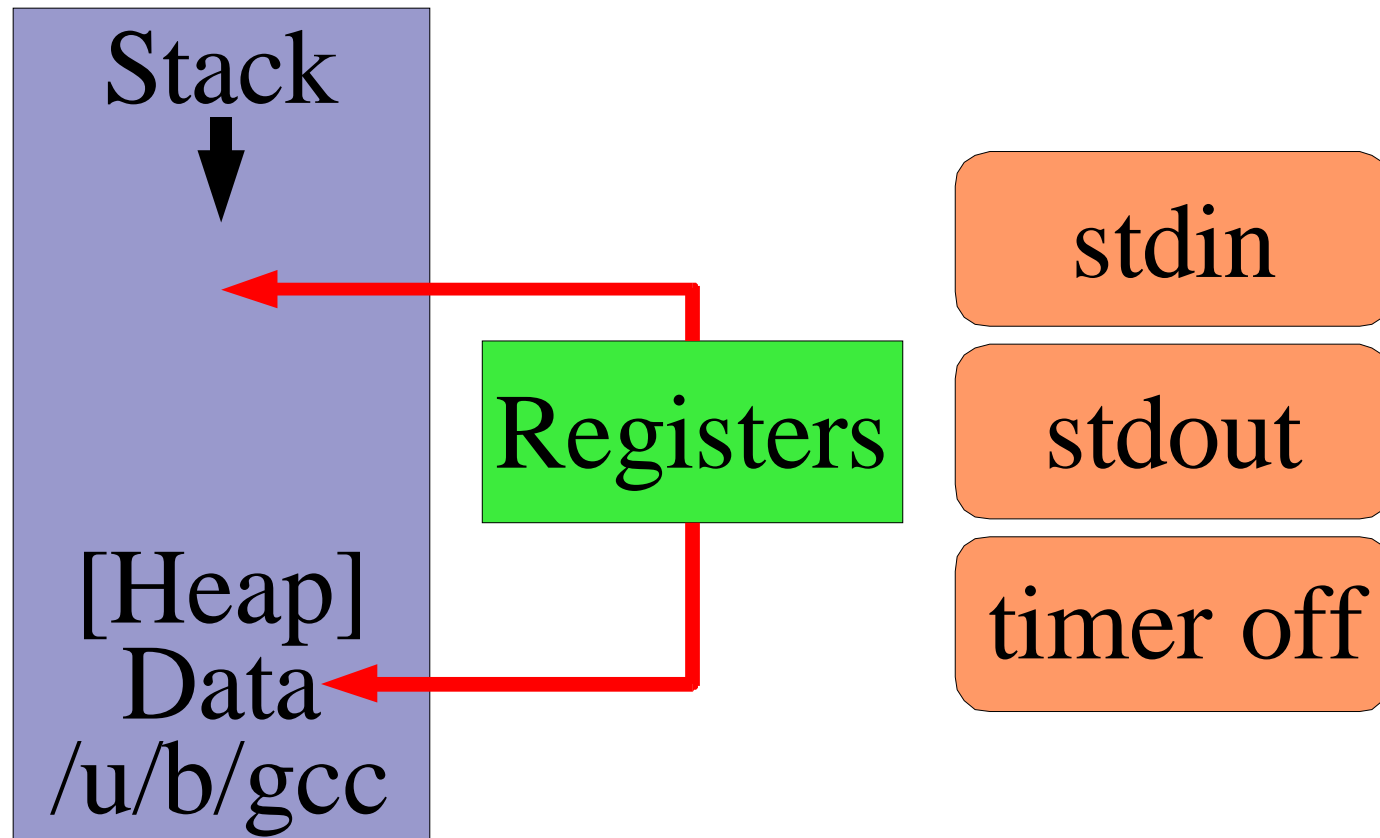 Stack
[Heap]
Data
/u/b/gcc
Registers
stdin
stdout
timer off